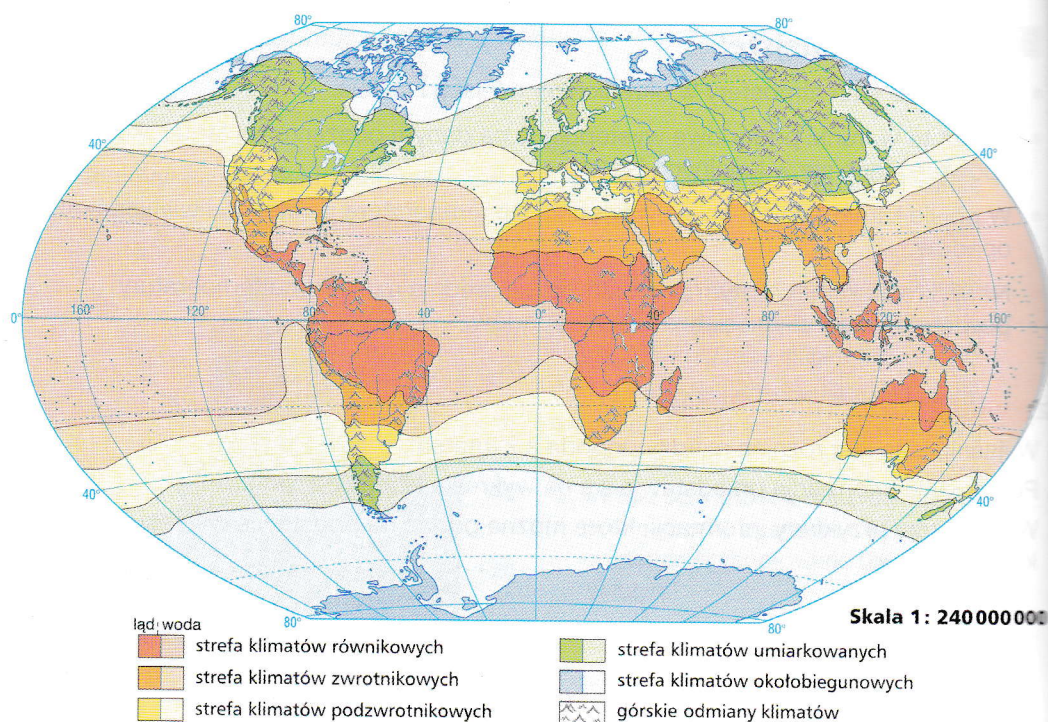 80° 80°
40° 40°
160° 80° 40° 0° 40° 80° 120° 160°
0°
40° 40°
80° 80°
Skala 1: 240000000
ląd woda
strefa klimatów równikowych
strefa klimatów zwrotnikowych
strefa klimatów podzwrotnikowych
strefa klimatów umiarkowanych
strefa klimatów okołobiegunowych
górskie odmiany klimatów